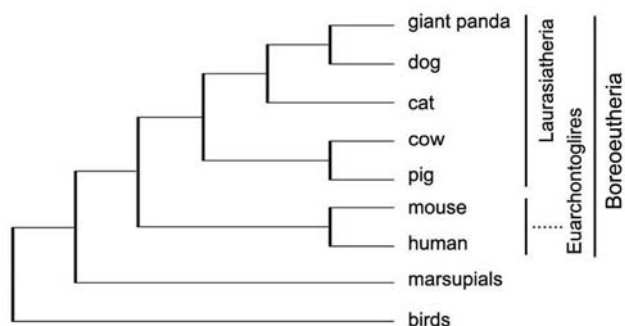 giant panda
dog
cat
cow
pig
mouse
human
marsupials
birds
Laurasiatheria
Euarchontoglires
Boreoeutheria